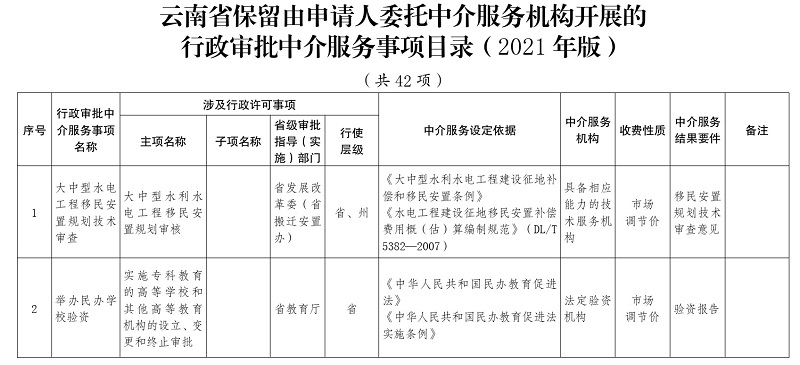 云南省保留由申请人委托中介服务机构开展的
行政审批中介服务事项目录（2021 年版）
（共 42 项）
序号
行政审批中
介服务事项
名称
涉及行政许可事项
主项名称
子项名称
省级审批
指导（实
施）部门
行使
层级
中介服务设定依据
中介服务
机构
收费性质
中介服务
结果要件
备注
1
大中型水电
工程移民安
置规划技术
审查
大中型水利水
电工程移民安
置规划审核
省发展改
革委（省
搬迁安置
办）
省、州
《大中型水利水电工程建设征地补
偿和移民安置条例》
《水电工程建设征地移民安置补偿
费用概（估）算编制规范》（DL/T
5382—2007）
具备相应
能力的技
术服务机
构
市场
调节价
移民安置
规划技术
审查意见
2
举办民办学
校验资
实施专科教育
的高等学校和
其他高等教育
机构的设立、变
更和终止审批
省教育厅
省
《中华人民共和国民办教育促进
法》
《中华人民共和国民办教育促进法
实施条例》
法定验资
机构
市场
调节价
验资报告